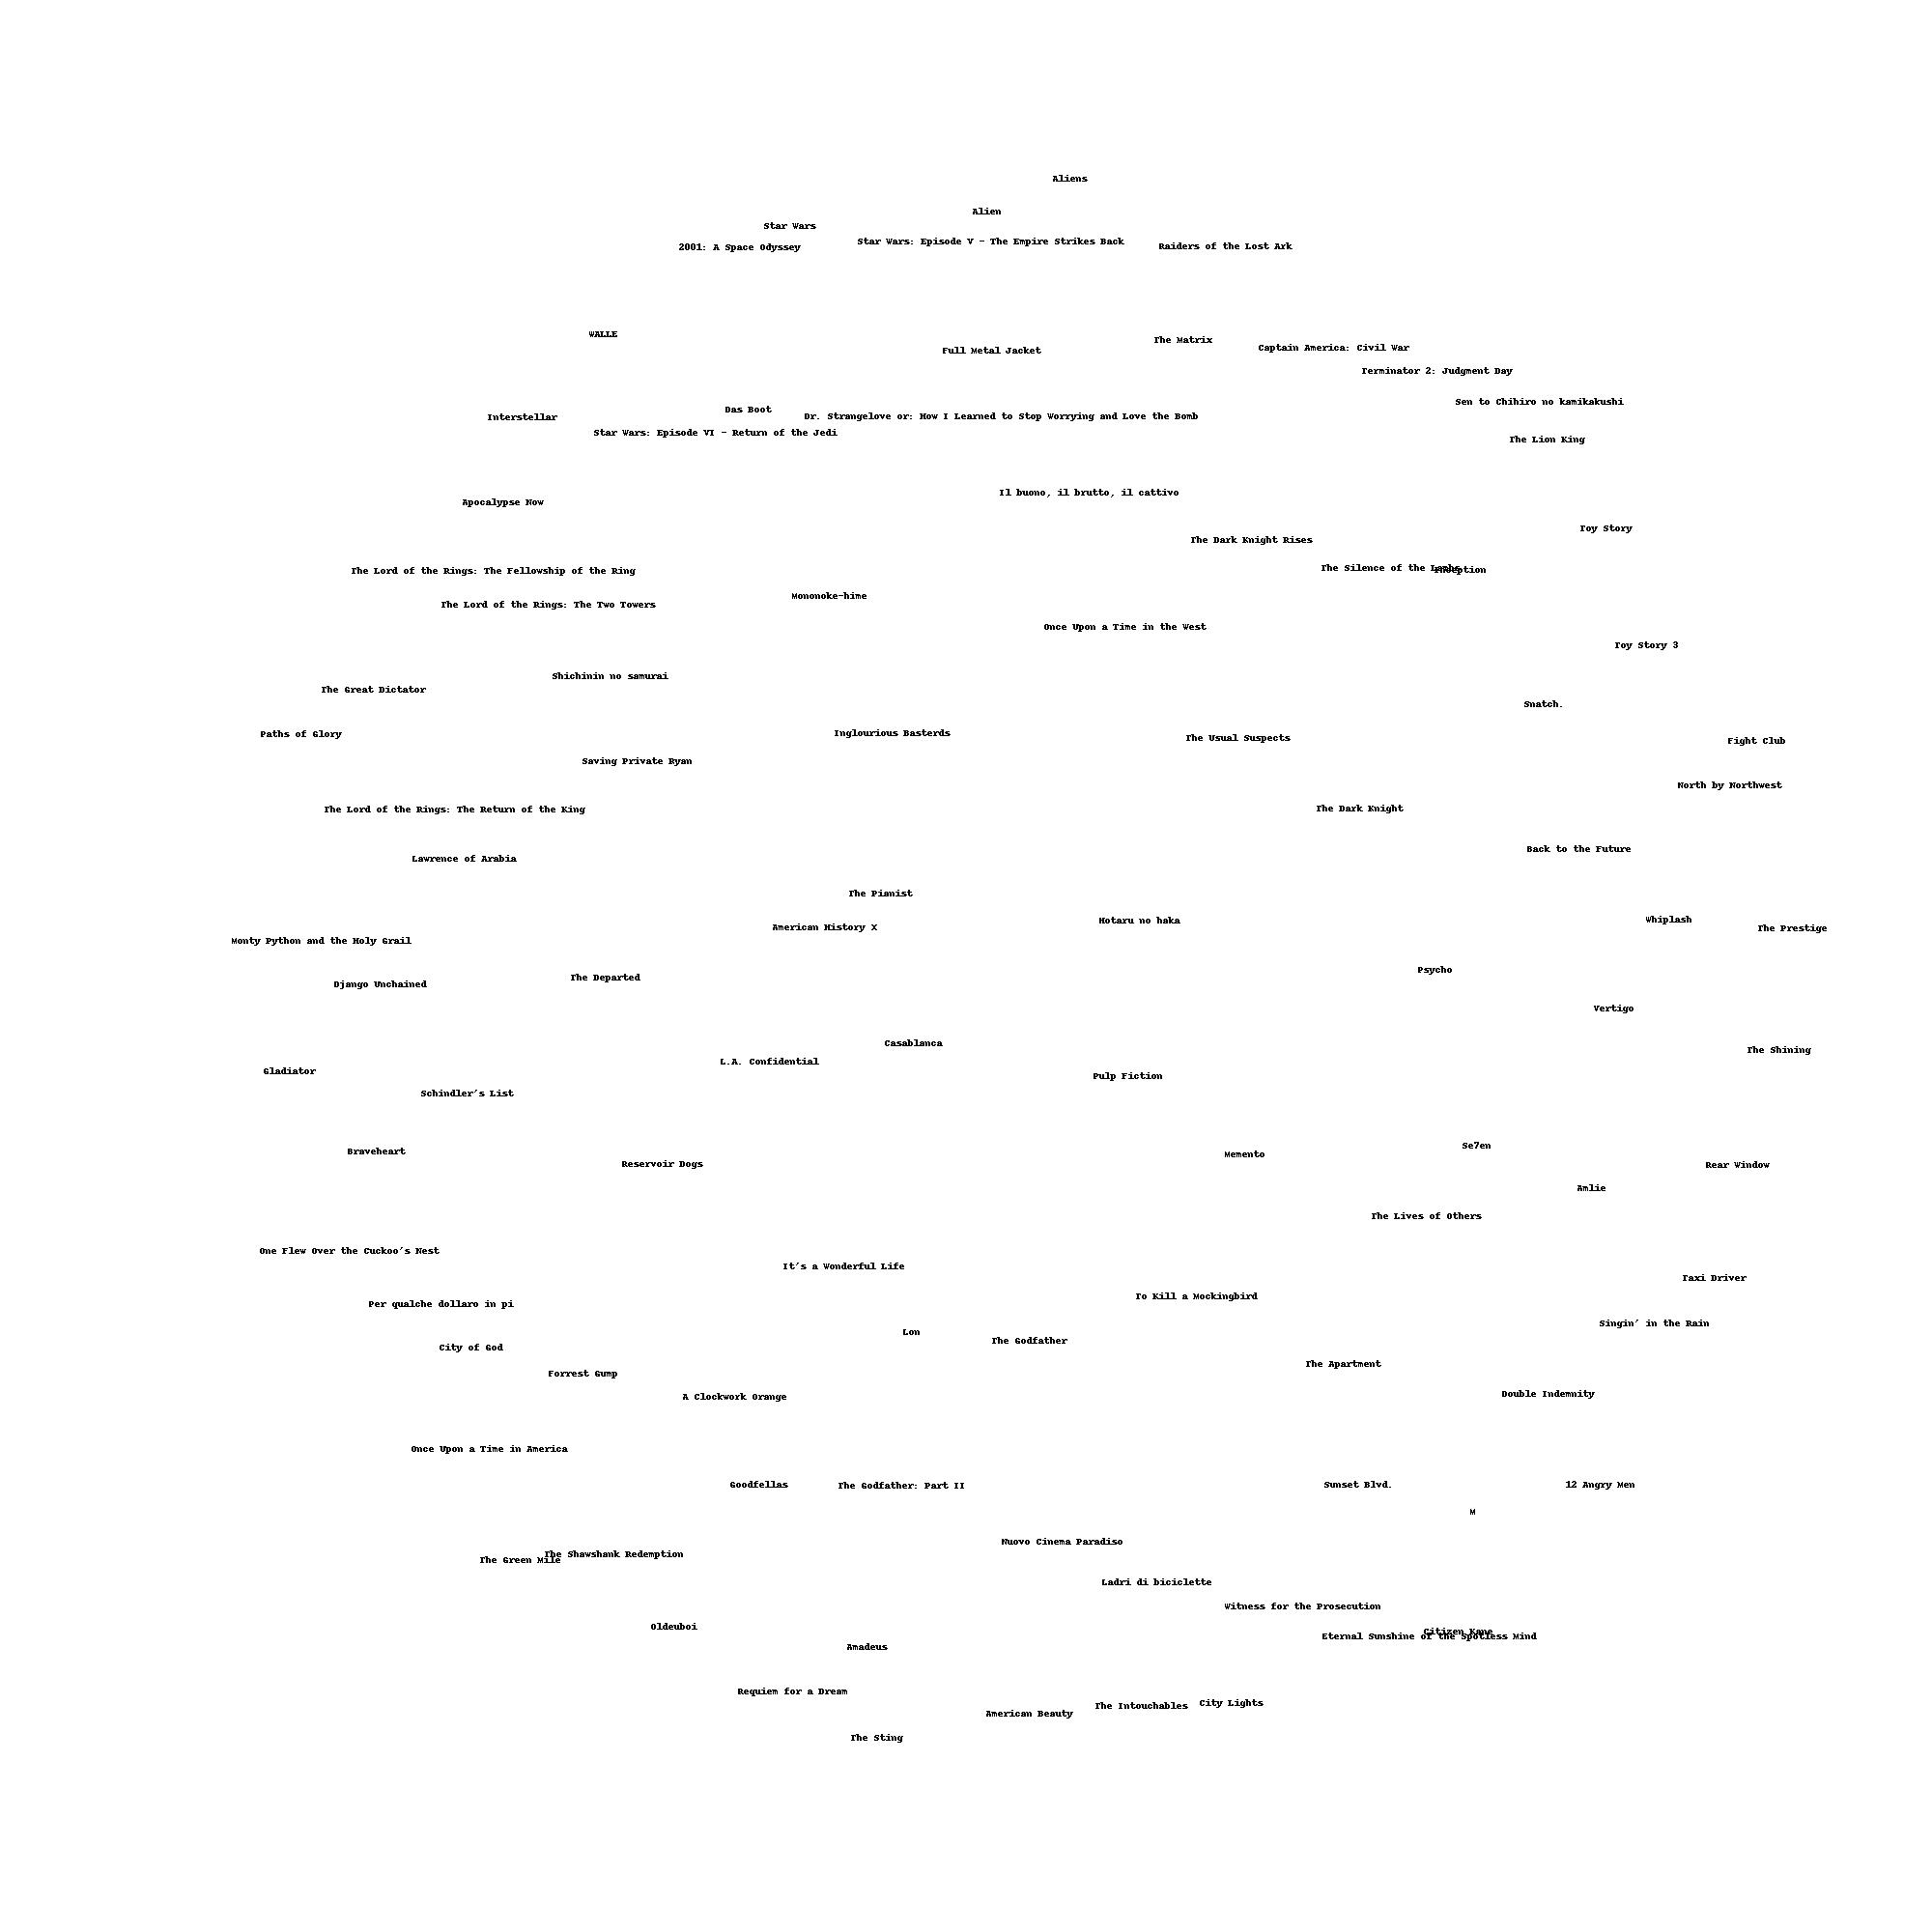 Aliens
Alien
Star Wars
Star Wars: Episode V - The Empire Strikes Back
2001: A Space Odyssey
Raiders of the Lost Ark
WALLE
The Matrix
Full Metal Jacket
Captain America: Civil War
Terminator 2: Judgment Day
Sen to Chihiro no kamikakushi
Das Boot
Interstellar
Dr. Strangelove or: How I Learned to Stop Worrying and Love the Bomb
Star Wars: Episode VI - Return of the Jedi
The Lion King
Il buono, il brutto, il cattivo
Apocalypse Now
Toy Story
The Dark Knight Rises
The Silence of the Lambs
Inception
The Lord of the Rings: The Fellowship of the Ring
Mononoke-hime
The Lord of the Rings: The Two Towers
Once Upon a Time in the West
Toy Story 3
Shichinin no samurai
The Great Dictator
Snatch.
Paths of Glory
Inglourious Basterds
The Usual Suspects
Fight Club
Saving Private Ryan
North by Northwest
The Lord of the Rings: The Return of the King
The Dark Knight
Back to the Future
Lawrence of Arabia
The Pianist
Hotaru no haka
Whiplash
American History X
The Prestige
Monty Python and the Holy Grail
Psycho
The Departed
Django Unchained
Vertigo
Casablanca
The Shining
L.A. Confidential
Gladiator
Pulp Fiction
Schindler's List
Se7en
Braveheart
Memento
Reservoir Dogs
Rear Window
Amlie
The Lives of Others
One Flew Over the Cuckoo's Nest
It's a Wonderful Life
Taxi Driver
To Kill a Mockingbird
Per qualche dollaro in pi
Singin' in the Rain
Lon
The Godfather
City of God
The Apartment
Forrest Gump
Double Indemnity
A Clockwork Orange
Once Upon a Time in America
Goodfellas
The Godfather: Part II
Sunset Blvd.
12 Angry Men
M
Nuovo Cinema Paradiso
The Shawshank Redemption
The Green Mile
Ladri di biciclette
Witness for the Prosecution
Oldeuboi
Citizen Kane
Eternal Sunshine of the Spotless Mind
Amadeus
Requiem for a Dream
City Lights
The Intouchables
American Beauty
The Sting